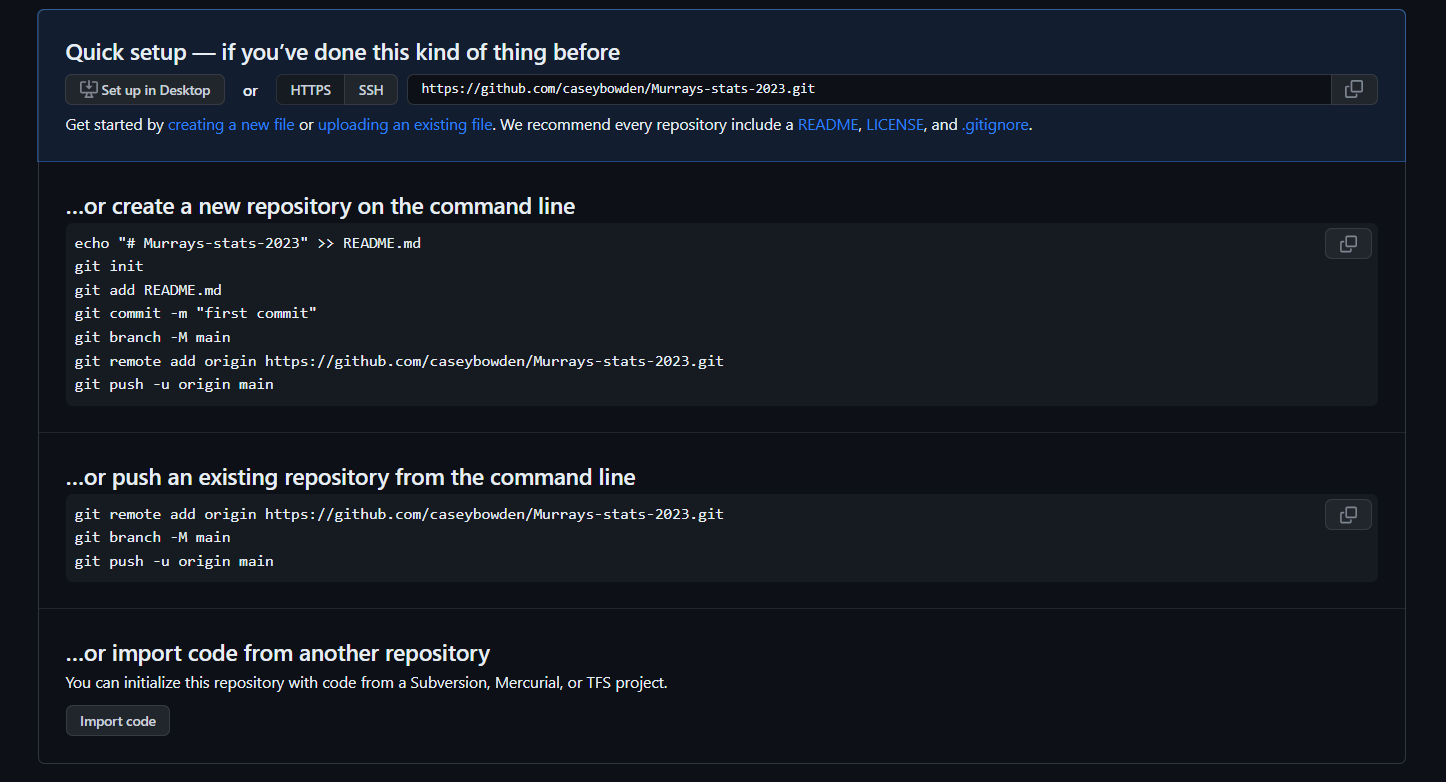 Quick setup — if you’ve done this kind of thing before
Set up in Desktop or HTTPS SSH https://github.com/caseybowden/Murrays-stats-2023.git
Get started by creating a new file or uploading an existing file. We recommend every repository include a README, LICENSE, and .gitignore.
…or create a new repository on the command line
echo "# Murrays-stats-2023" >> README.md
git init
git add README.md
git commit -m "first commit"
git branch -M main
git remote add origin https://github.com/caseybowden/Murrays-stats-2023.git
git push -u origin main
…or push an existing repository from the command line
git remote add origin https://github.com/caseybowden/Murrays-stats-2023.git
git branch -M main
git push -u origin main
…or import code from another repository
You can initialize this repository with code from a Subversion, Mercurial, or TFS project.
Import code